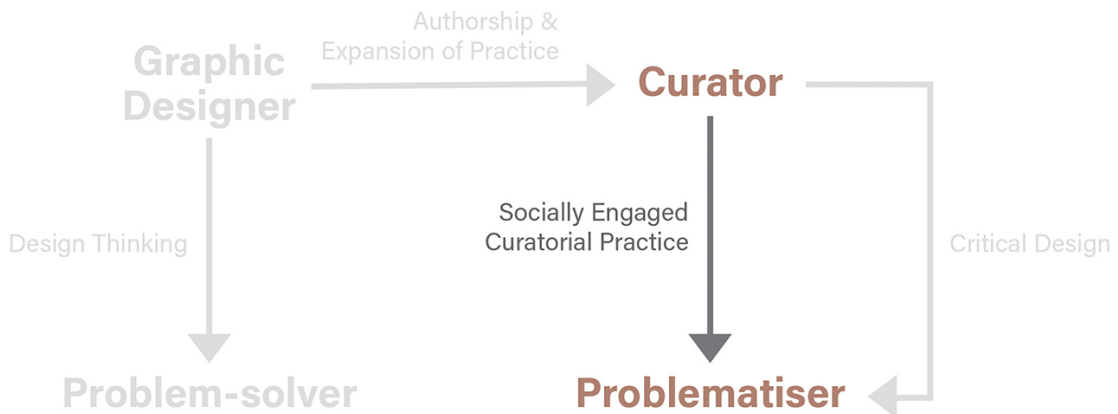 Authorship &
Expansion of Practice
Graphic
Designer
Curator
Socially Engaged
Curatorial Practice
Design Thinking
Critical Design
Problem-solver
Problematiser